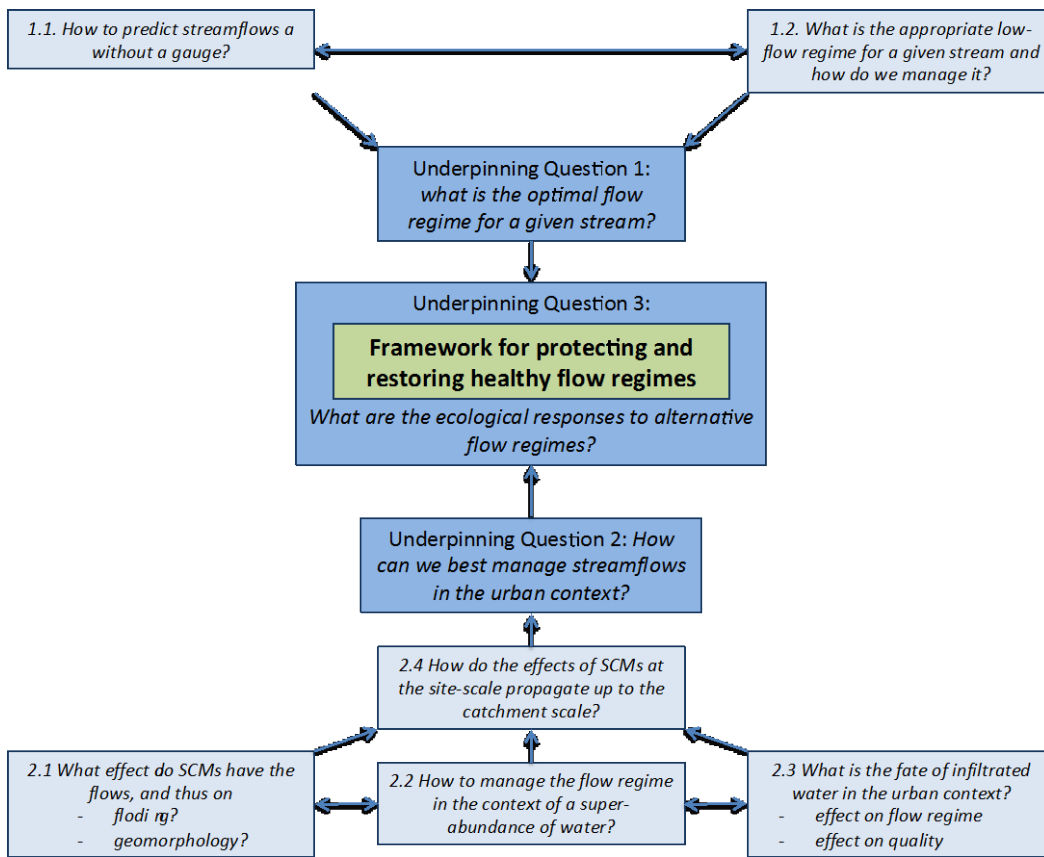 1.1. How to predict streamflows a
without a gauge?
1.2. What is the appropriate low-
flow regime for a given stream and
how do we manage it?
Underpinning Question 1:
what is the optimal flow
regime for a given stream?
Underpinning Question 3:
Framework for protecting and
restoring healthy flow regimes
What are the ecological responses to alternative
flow regimes?
Underpinning Question 2: How
can we best manage streamflows
in the urban context?
2.4 How do the effects of SCMs at
the site-scale propagate up to the
catchment scale?
2.1 What effect do SCMs have the
flows, and thus on
- flodi ng?
- geomorphology?
2.2 How to manage the flow regime
in the context of a super-
abundance of water?
2.3 What is the fate of infiltrated
water in the urban context?
- effect on flow regime
- effect on quality